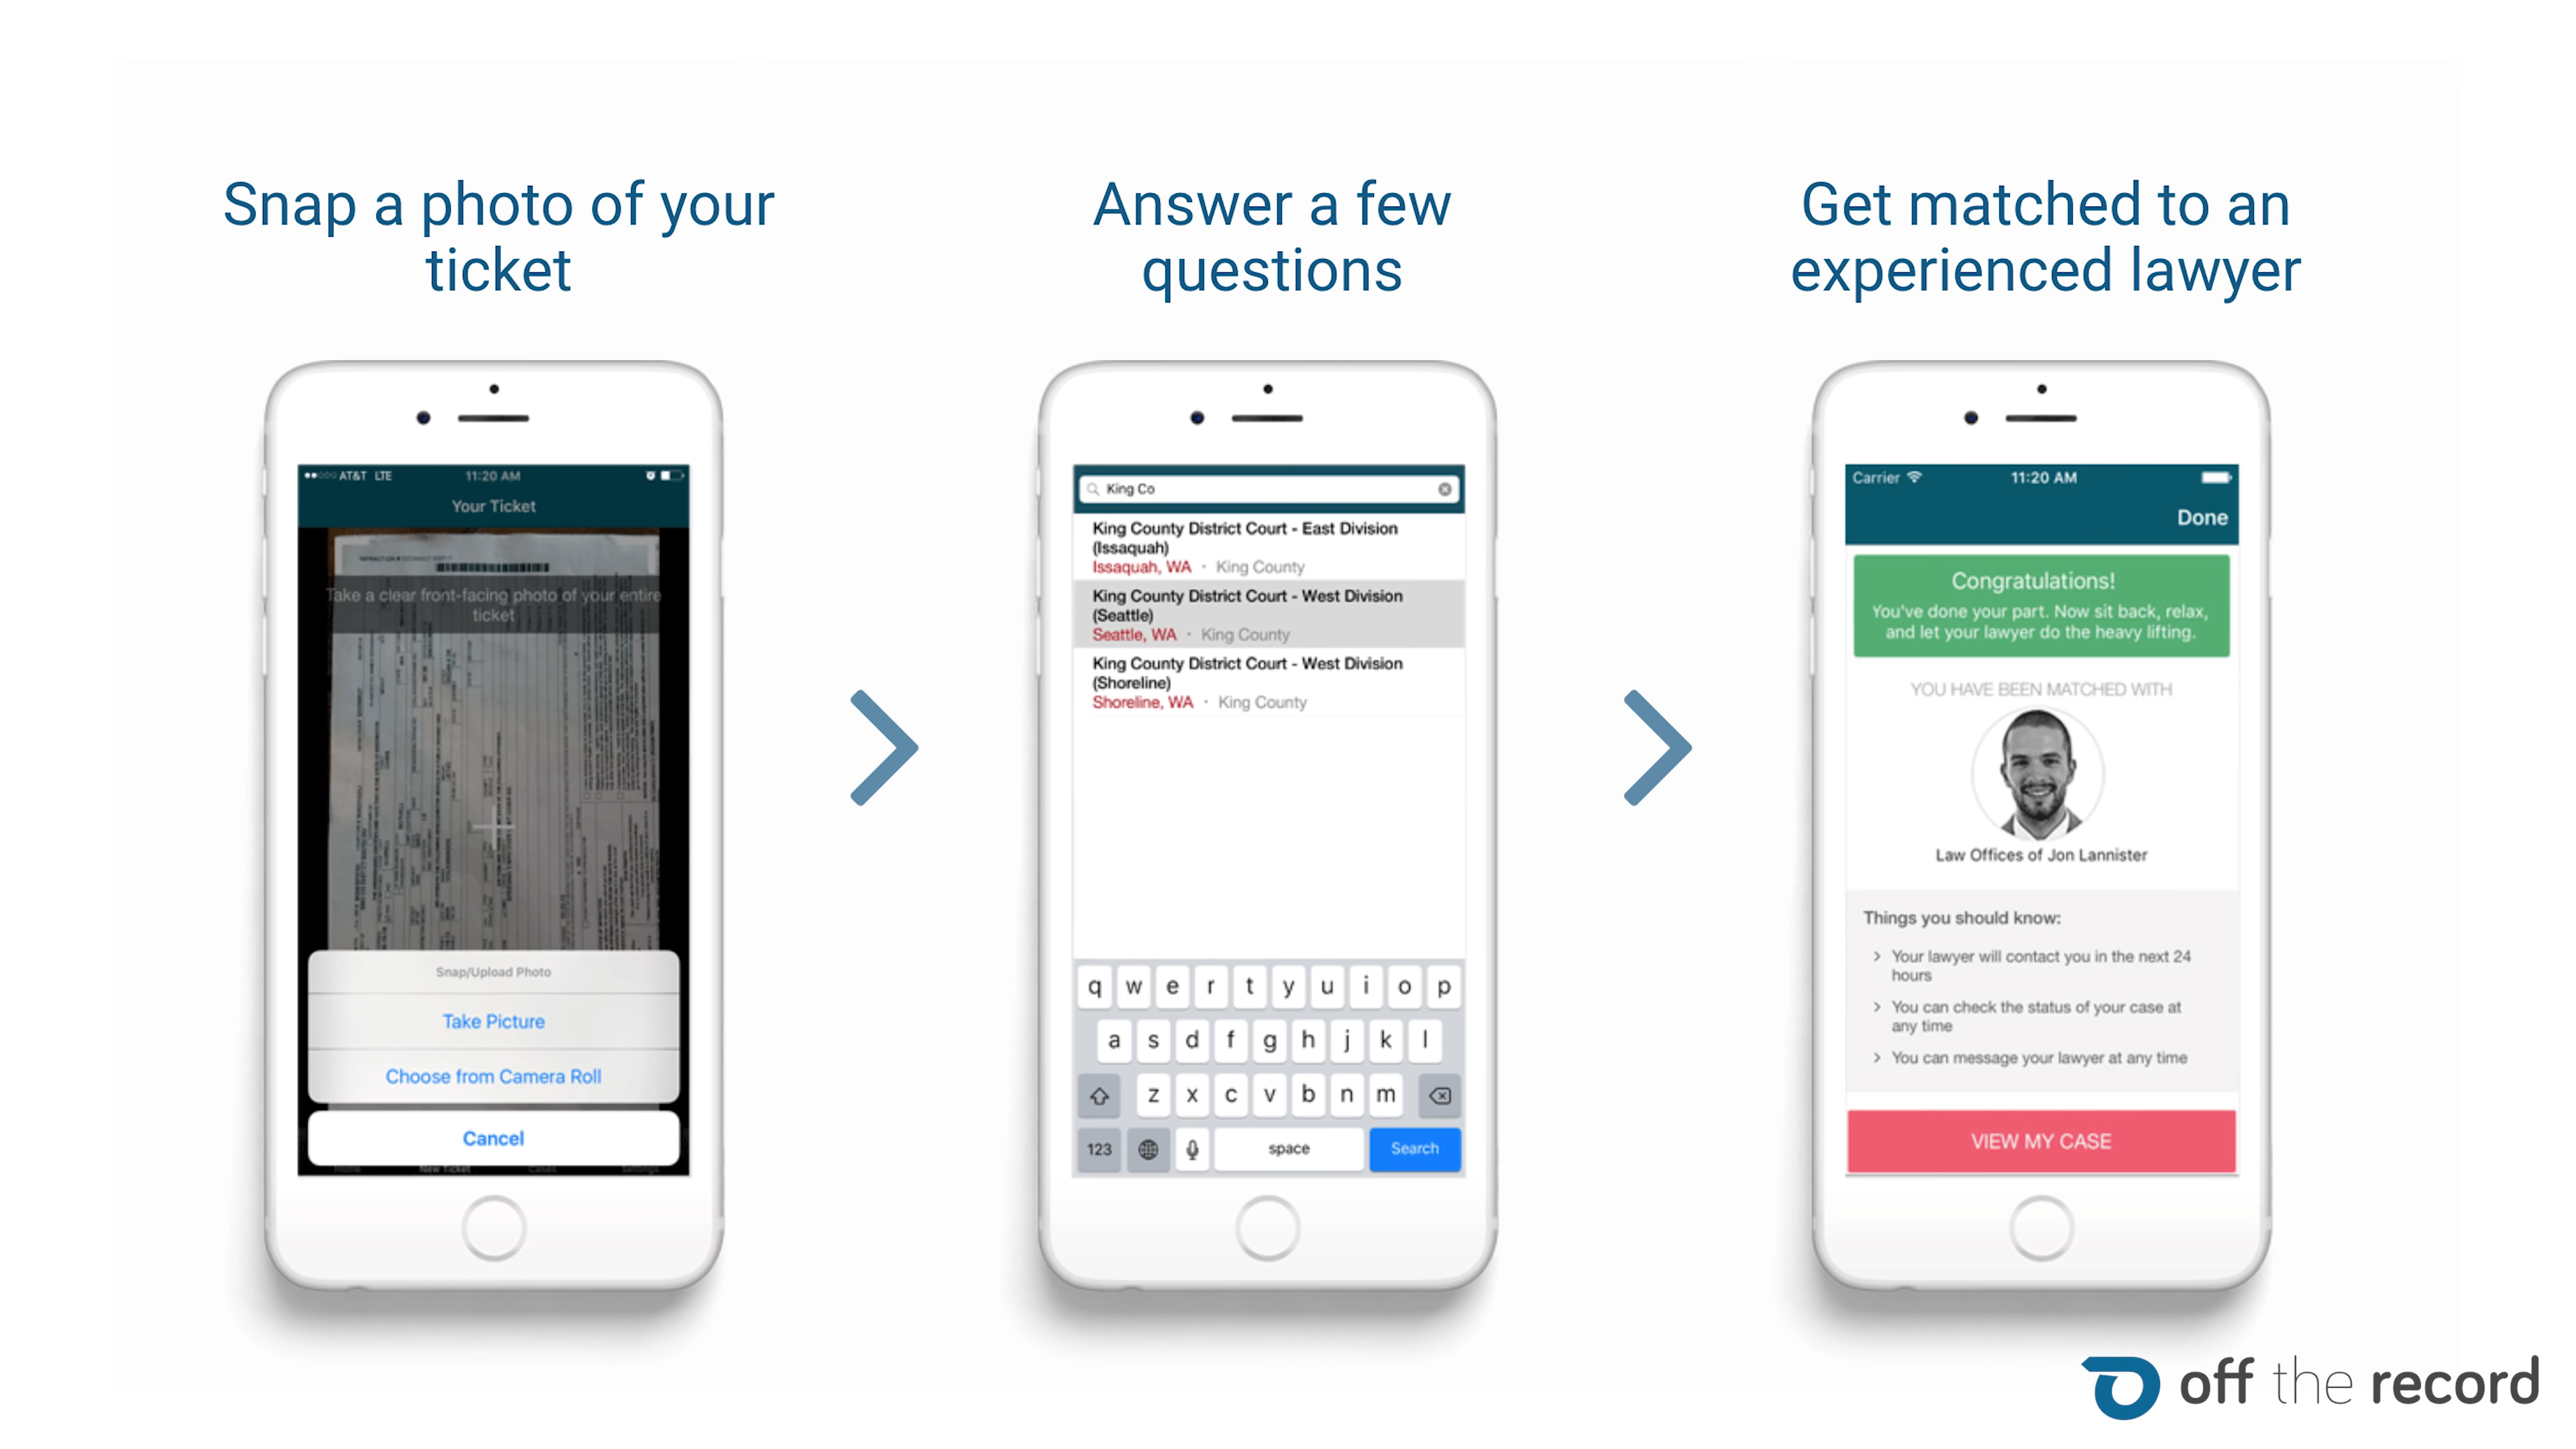 Snap a photo of your
ticket
AT&T LTE
11:20 AM
Your Ticket
Take a clear front-facing photo of your entire
ticket
Snap/Upload Photo
Take Picture
Choose from Camera Roll
Cancel
Home New Ticket Cases Settings
Answer a few
questions
King Co
King County District Court - East Division
(Issaquah)
Issaquah, WA · King County
King County District Court - West Division
(Seattle)
Seattle, WA · King County
King County District Court - West Division
(Shoreline)
Shoreline, WA · King County
q w e r t y u i o p
a s d f g h j k l
z x c v b n m
123 space Search
Get matched to an
experienced lawyer
Carrier 11:20 AM
Done
Congratulations!
You've done your part. Now sit back, relax,
and let your lawyer do the heavy lifting.
YOU HAVE BEEN MATCHED WITH
Law Offices of Jon Lannister
Things you should know:
> Your lawyer will contact you in the next 24
hours
> You can check the status of your case at
any time
> You can message your lawyer at any time
VIEW MY CASE
off the record